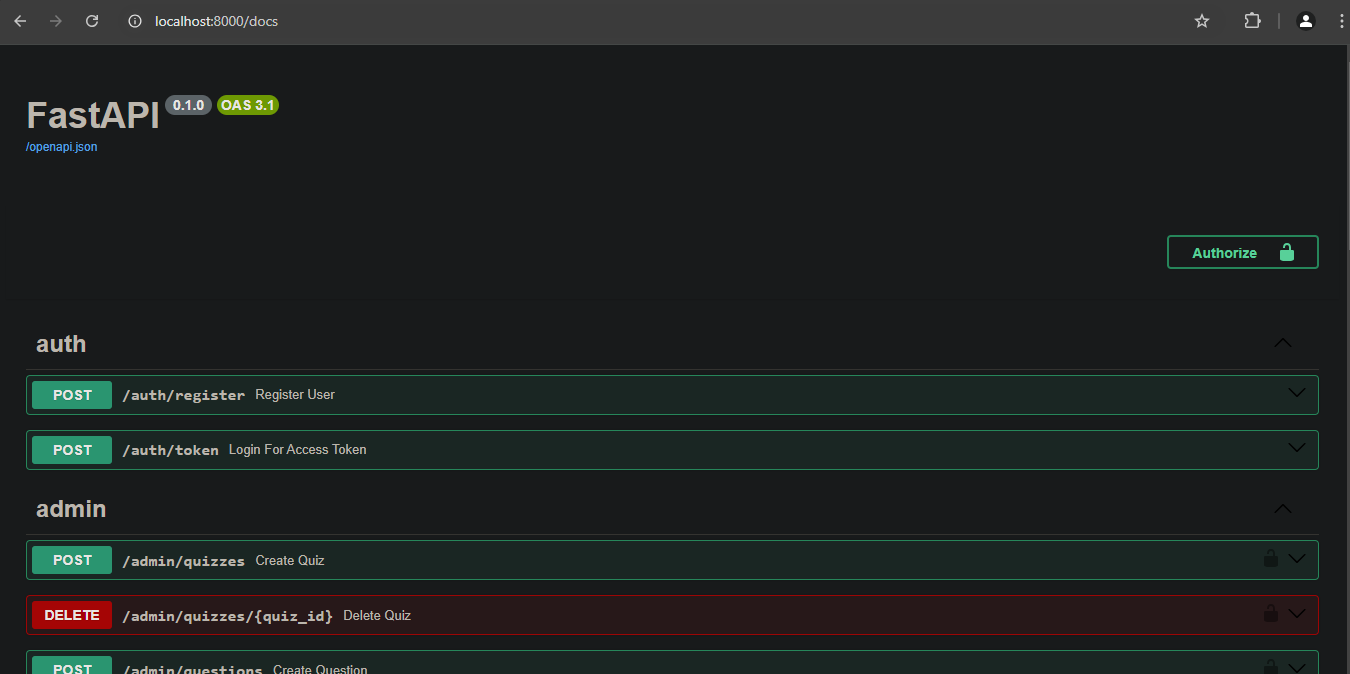 localhost:8000/docs
FastAPI 0.1.0 OAS 3.1
/openapi.json
Authorize
auth
POST /auth/register Register User
POST /auth/token Login For Access Token
admin
POST /admin/quizzes Create Quiz
DELETE /admin/quizzes/{quiz_id} Delete Quiz
POST /admin/questions Create Question